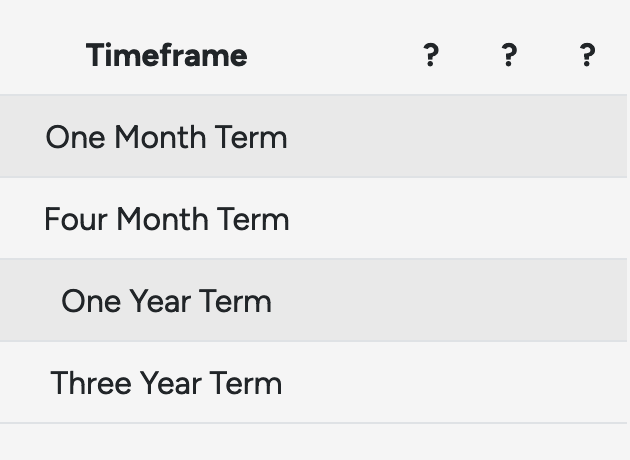 Timeframe ? ? ?
One Month Term
Four Month Term
One Year Term
Three Year Term